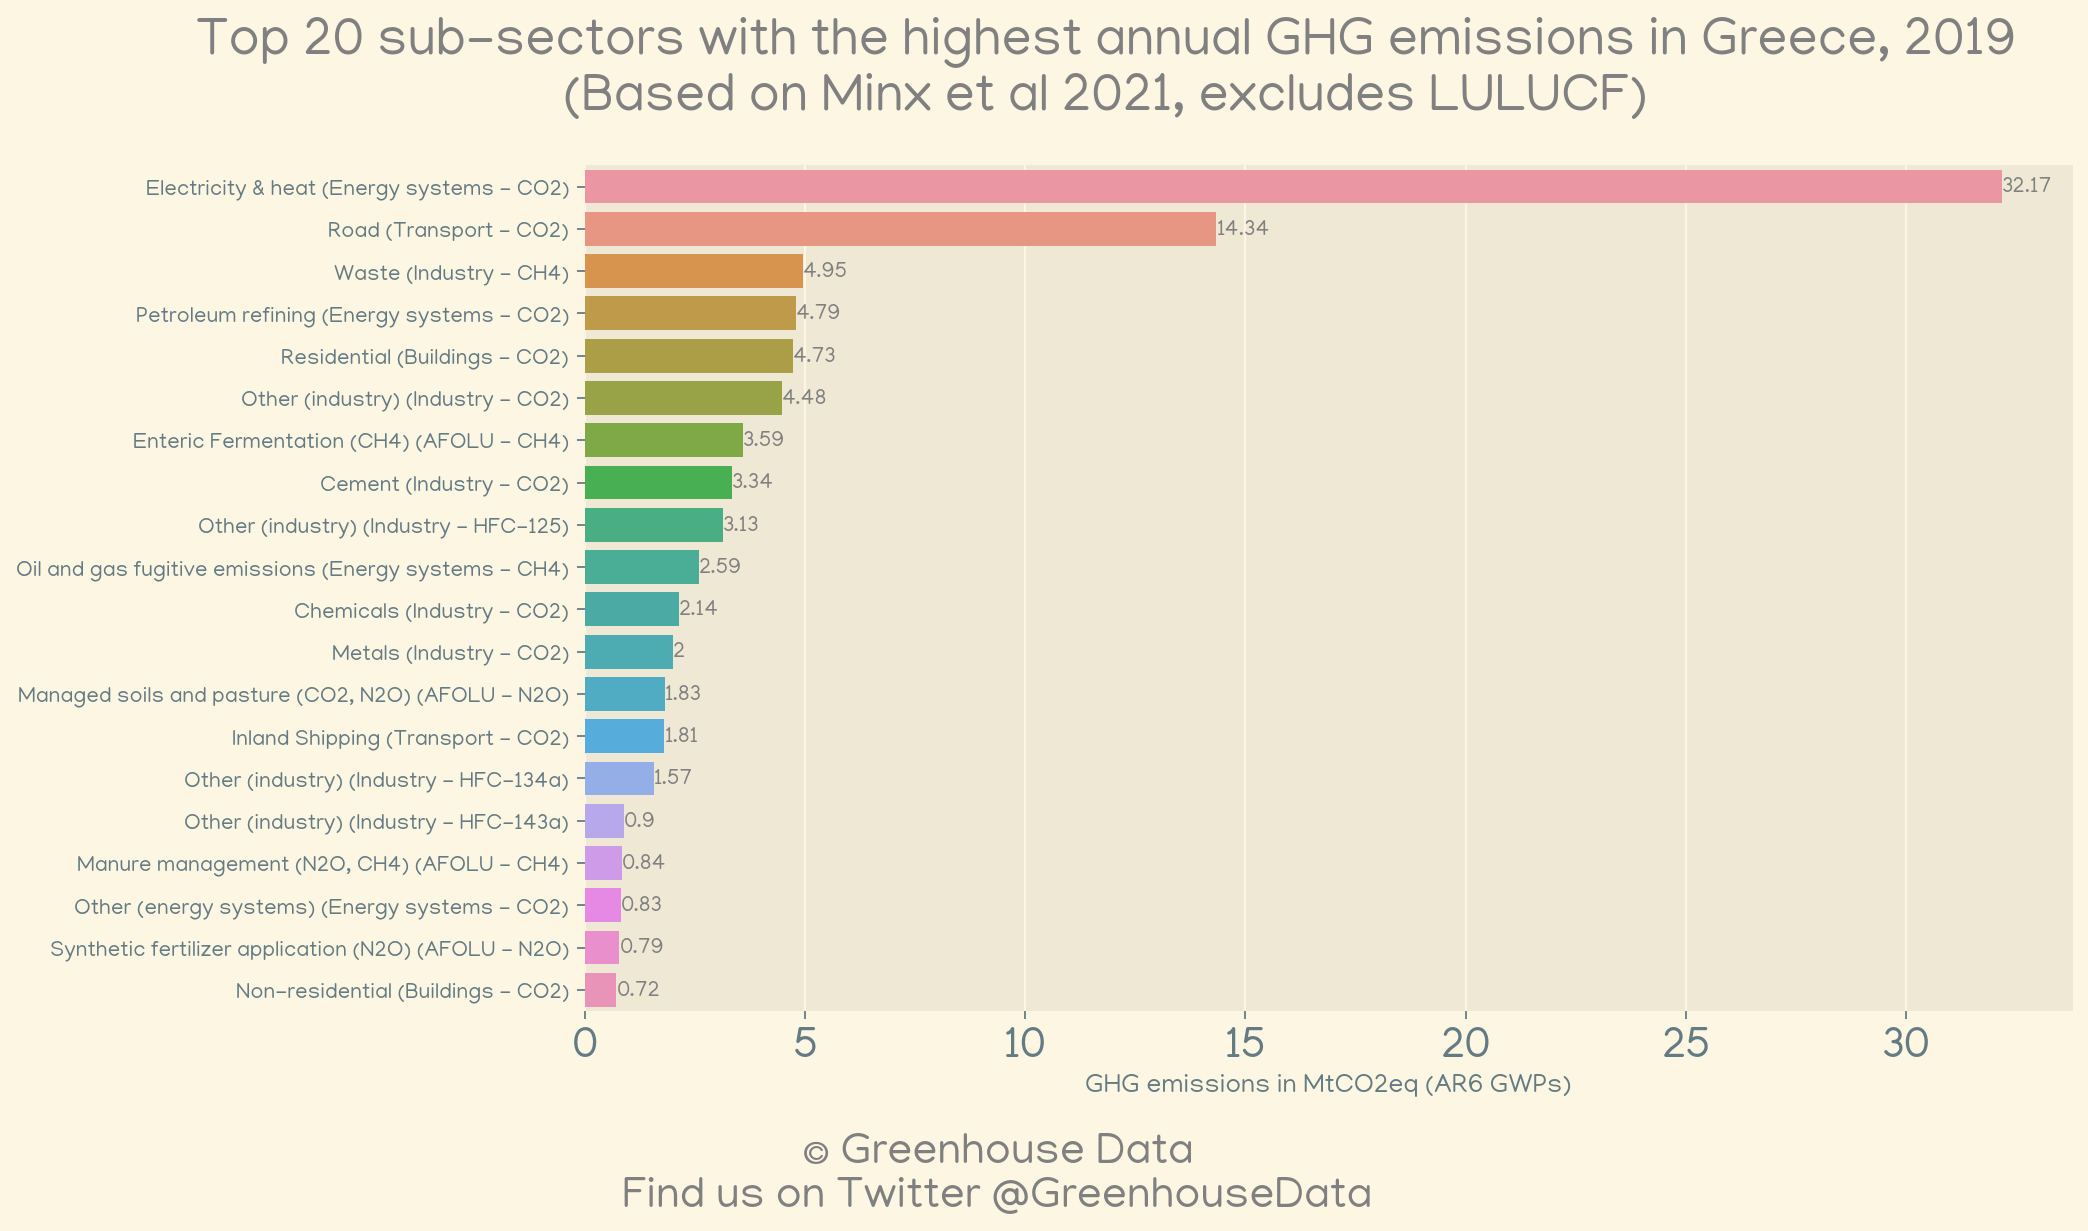 Top 20 sub-sectors with the highest annual GHG emissions in Greece, 2019
(Based on Minx et al 2021, excludes LULUCF)
Electricity & heat (Energy systems - CO2) 32.17
Road (Transport - CO2) 14.34
Waste (Industry - CH4) 4.95
Petroleum refining (Energy systems - CO2) 4.79
Residential (Buildings - CO2) 4.73
Other (industry) (Industry - CO2) 4.48
Enteric Fermentation (CH4) (AFOLU - CH4) 3.59
Cement (Industry - CO2) 3.34
Other (industry) (Industry - HFC-125) 3.13
Oil and gas fugitive emissions (Energy systems - CH4) 2.59
Chemicals (Industry - CO2) 2.14
Metals (Industry - CO2) 2
Managed soils and pasture (CO2, N2O) (AFOLU - N2O) 1.83
Inland Shipping (Transport - CO2) 1.81
Other (industry) (Industry - HFC-134a) 1.57
Other (industry) (Industry - HFC-143a) 0.9
Manure management (N2O, CH4) (AFOLU - CH4) 0.84
Other (energy systems) (Energy systems - CO2) 0.83
Synthetic fertilizer application (N2O) (AFOLU - N2O) 0.79
Non-residential (Buildings - CO2) 0.72
0 5 10 15 20 25 30
GHG emissions in MtCO2eq (AR6 GWPs)
© Greenhouse Data
Find us on Twitter @GreenhouseData